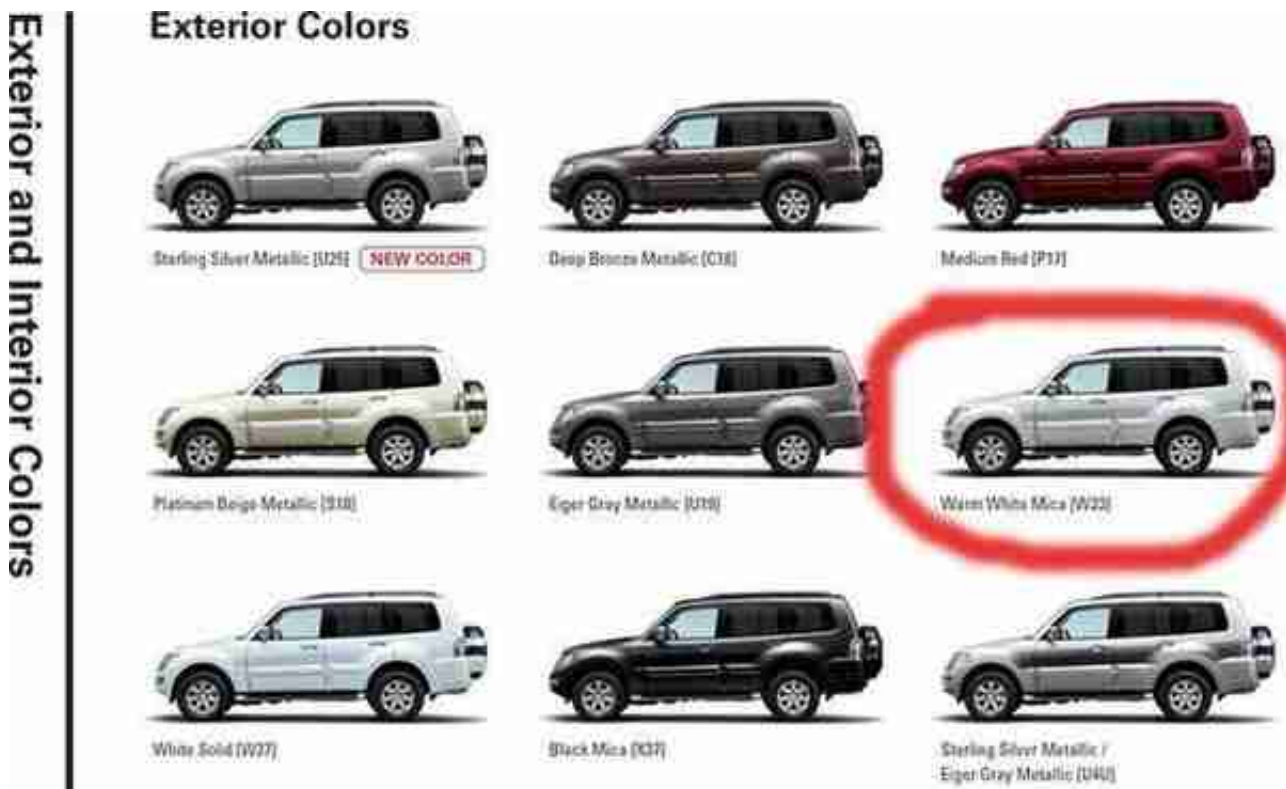 Exterior and Interior Colors
Exterior Colors
Sterling Silver Metallic [U25] NEW COLOR
Deep Bronze Metallic [C18]
Medium Red [P17]
Platinum Beige Metallic [S18]
Eiger Gray Metallic [U19]
Warm White Mica [W23]
White Solid [W37]
Black Mica [X37]
Sterling Silver Metallic /
Eiger Gray Metallic [U4U]